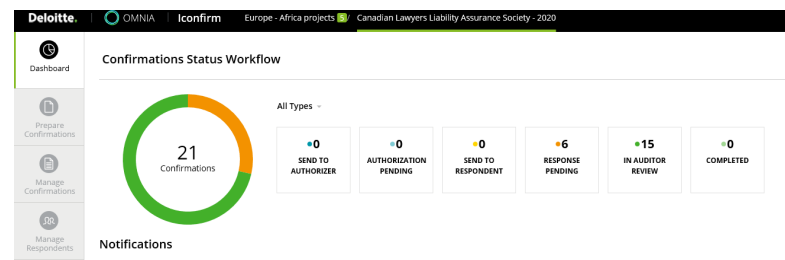 Deloitte. OMNIA Iconfirm Europe - Africa projects 5 / Canadian Lawyers Liability Assurance Society - 2020
Dashboard
Confirmations Status Workflow
Prepare
Confirmations
Manage
Confirmations
Manage
Respondents
21
Confirmations
All Types
0
SEND TO
AUTHORIZER
0
AUTHORIZATION
PENDING
0
SEND TO
RESPONDENT
6
RESPONSE
PENDING
15
IN AUDITOR
REVIEW
0
COMPLETED
Notifications